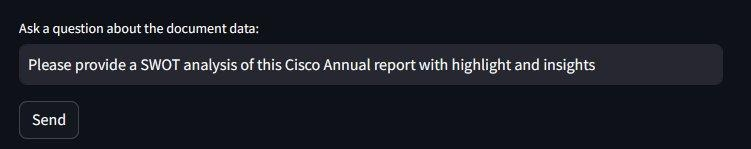 Ask a question about the document data:
Please provide a SWOT analysis of this Cisco Annual report with highlight and insights
Send